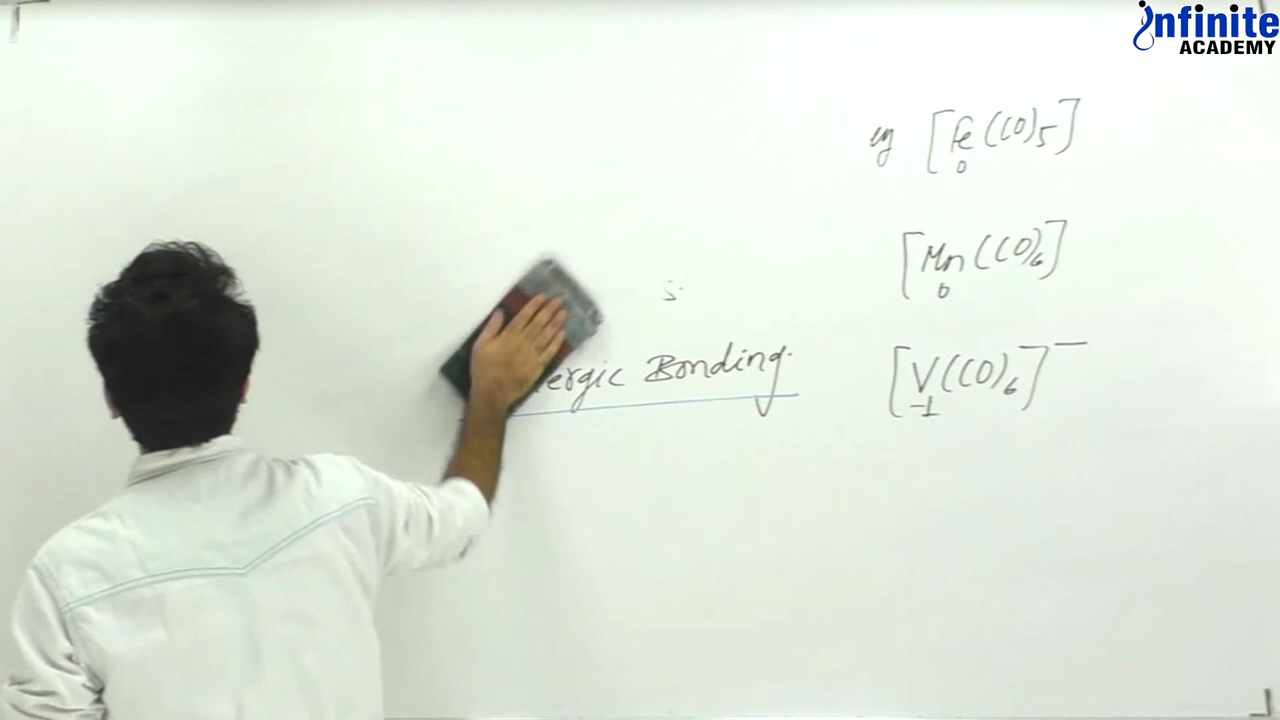 infinite
ACADEMY
eg [Fe(CO)5]
0
[Mn(CO)6]
0
S
ergic Bonding.
[V(CO)6]⁻
-1